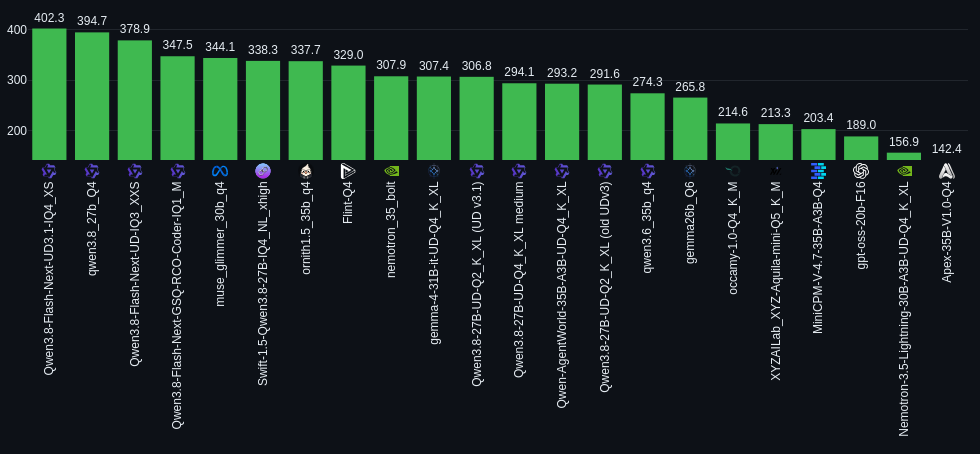 402.3
394.7
378.9
347.5
344.1
338.3
337.7
329.0
307.9
307.4
306.8
294.1
293.2
291.6
274.3
265.8
214.6
213.3
203.4
189.0
156.9
142.4
400
300
200
Qwen3.8-Flash-Next-UD3.1-IQ4_XS
qwen3.8_27b_Q4
Qwen3.8-Flash-Next-UD-IQ3_XXS
Qwen3.8-Flash-Next-GSQ-RCO-Coder-IQ1_M
muse_glimmer_30b_q4
Swift-1.5-Qwen3.8-27B-IQ4_NL_xhigh
ornith1.5_35b_q4
Flint-Q4
nemotron_35_bolt
gemma-4-31B-it-UD-Q4_K_XL
Qwen3.8-27B-UD-Q2_K_XL (UD v3.1)
Qwen3.8-27B-UD-Q4_K_XL medium
Qwen-AgentWorld-35B-A3B-UD-Q4_K_XL
Qwen3.8-27B-UD-Q2_K_XL (old UDv3)
qwen3.6_35b_q4
gemma26b_Q6
occamy-1.0-Q4_K_M
XYZAILab_XYZ-Aquila-mini-Q5_K_M
MiniCPM-V-4.7-35B-A3B-Q4
gpt-oss-20b-F16
Nemotron-3.5-Lightning-30B-A3B-UD-Q4_K_XL
Apex-35B-V1.0-Q4